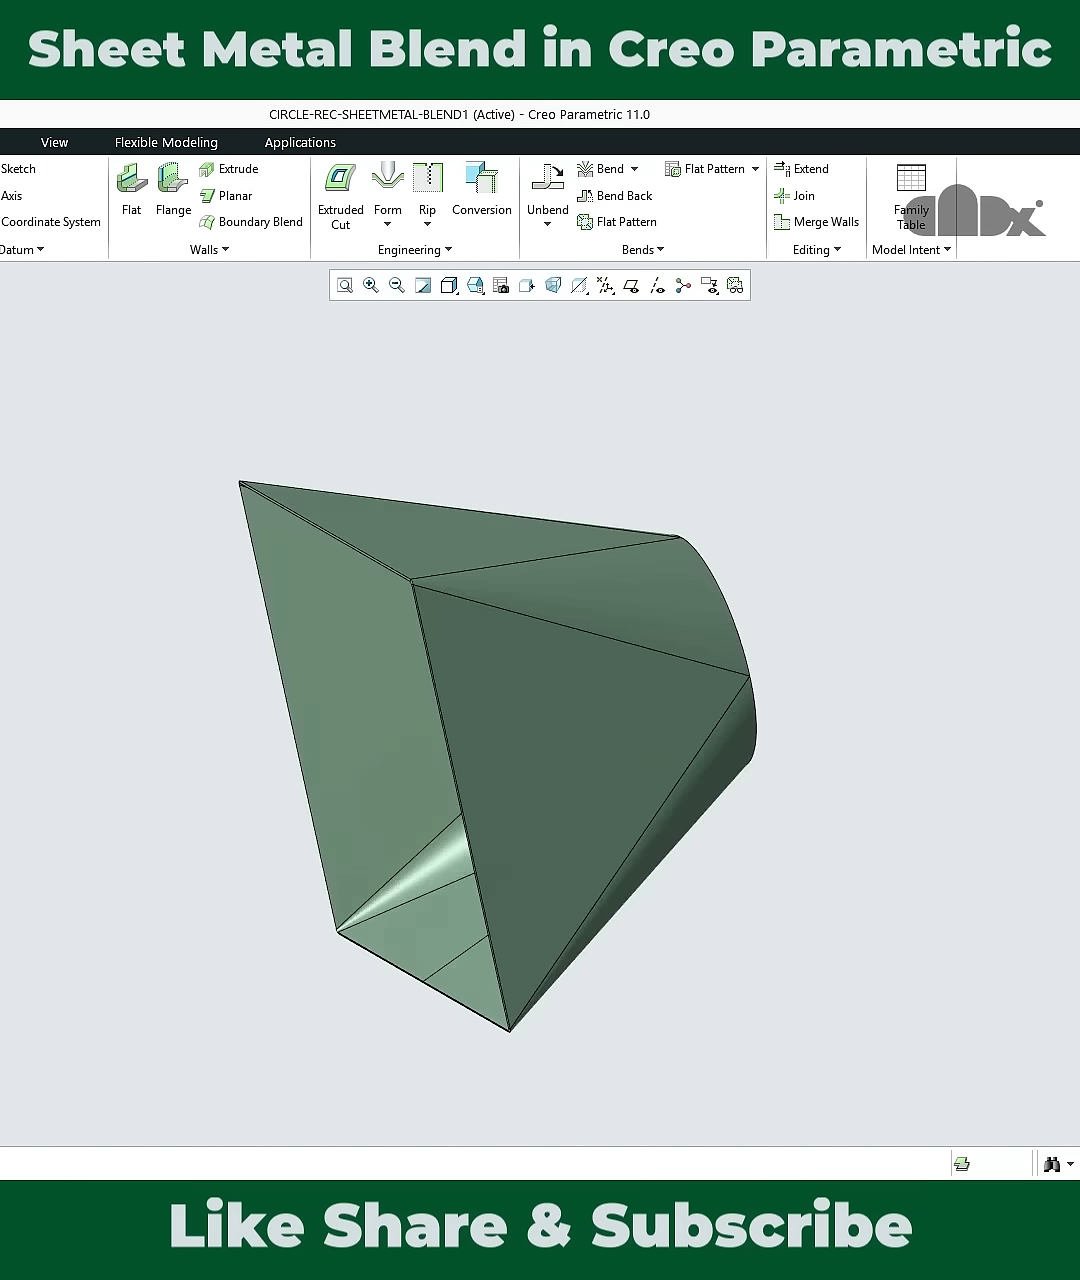 Sheet Metal Blend in Creo Parametric
CIRCLE-REC-SHEETMETAL-BLEND1 (Active) - Creo Parametric 11.0
View Flexible Modeling Applications
Sketch
Axis
Coordinate System
Datum
Flat
Flange
Extrude
Planar
Boundary Blend
Walls
Extruded
Cut
Form
Rip
Conversion
Engineering
Unbend
Bend
Bend Back
Flat Pattern
Flat Pattern
Bends
Extend
Join
Merge Walls
Editing
Family
Table
Model Intent
Like Share & Subscribe